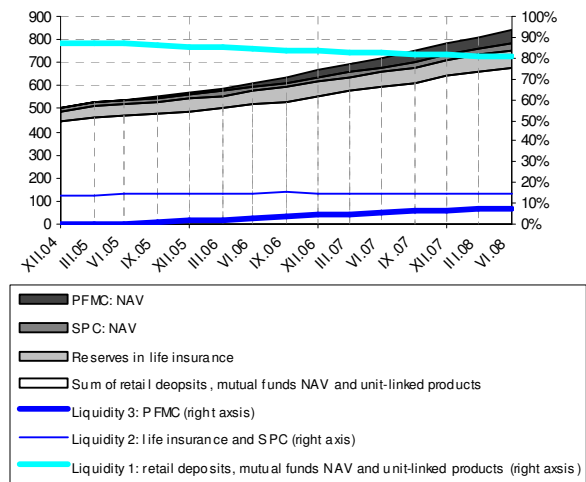 900 100%
800 90%
700 80%
600 70%
500 60%
400 50%
300 40%
200 30%
100 20%
0 10%
0%
XII.04 III.05 VI.05 IX.05 XII.05 III.06 VI.06 IX.06 XII.06 III.07 VI.07 IX.07 XII.07 III.08 VI.08
PFMC: NAV
SPC: NAV
Reserves in life insurance
Sum of retail deopsits, mutual funds NAV and unit-linked products
Liquidity 3: PFMC (right axsis)
Liquidity 2: life insurance and SPC (right axis)
Liquidity 1: retail deposits, mutual funds NAV and unit-linked products (right axsis)